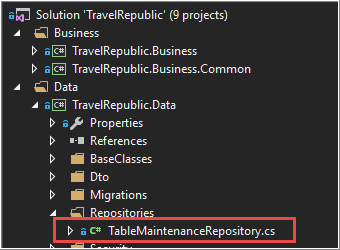 Solution 'TravelRepublic' (9 projects)
Business
TravelRepublic.Business
TravelRepublic.Business.Common
Data
TravelRepublic.Data
Properties
References
BaseClasses
Dto
Migrations
Repositories
TableMaintenanceRepository.cs
Security